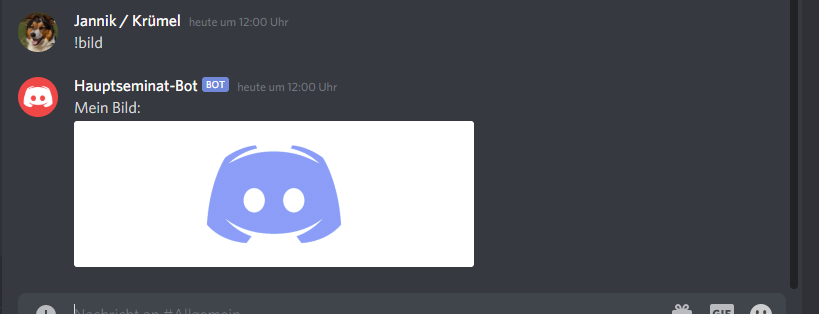 Jannik / Krümel heute um 12:00 Uhr
!bild
Hauptseminat-Bot BOT heute um 12:00 Uhr
Mein Bild:
Nachricht an #Allgemein
GIF